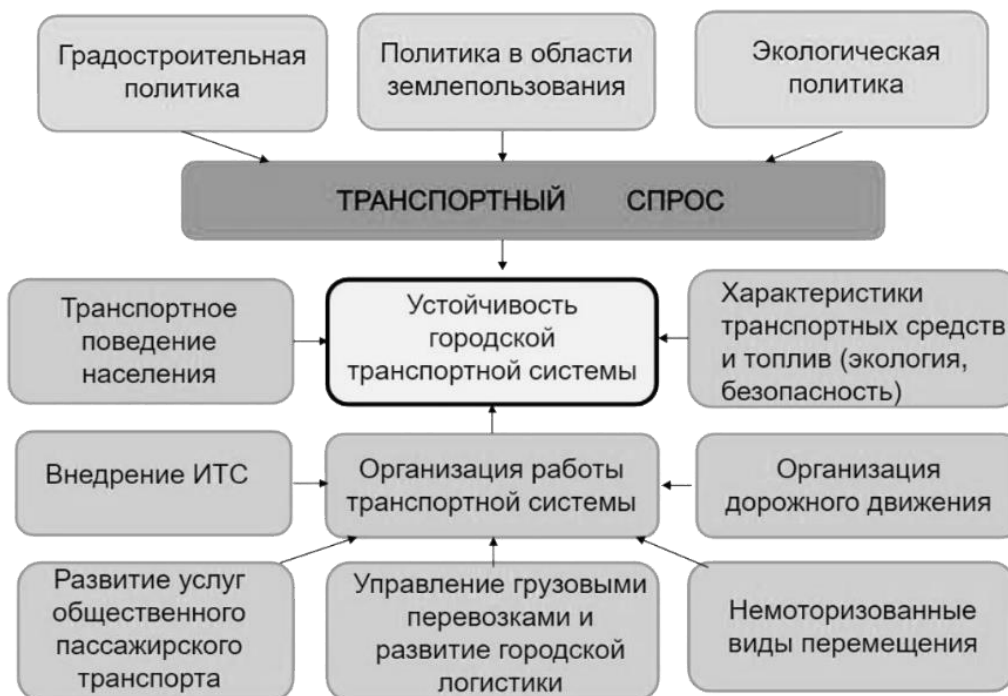 Градостроительная
политика
Политика в области
землепользования
Экологическая
политика
ТРАНСПОРТНЫЙ СПРОС
Транспортное
поведение
населения
Устойчивость
городской
транспортной системы
Характеристики
транспортных средств
и топлив (экология,
безопасность)
Внедрение ИТС
Организация работы
транспортной системы
Организация
дорожного движения
Развитие услуг
общественного
пассажирского
транспорта
Управление грузовыми
перевозками и
развитие городской
логистики
Немоторизованные
виды перемещения